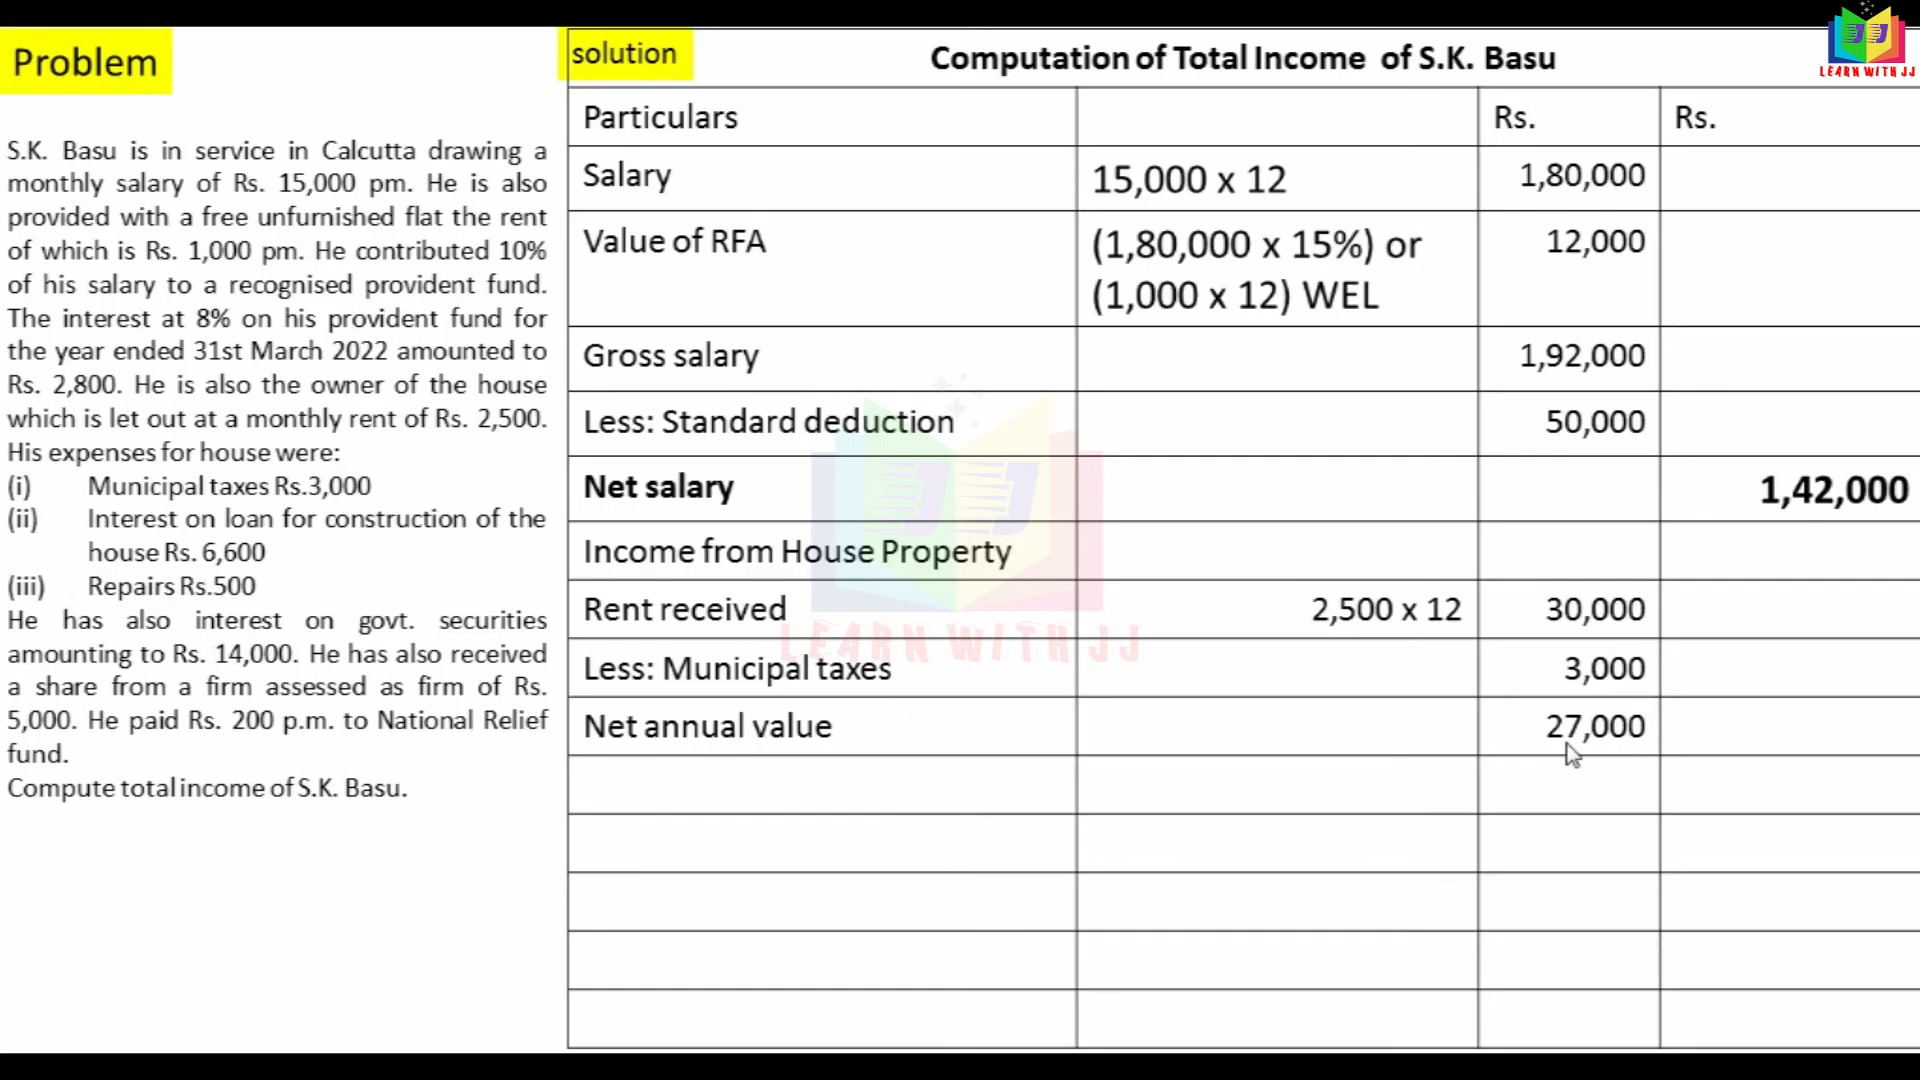 Problem
S.K. Basu is in service in Calcutta drawing a
monthly salary of Rs. 15,000 pm. He is also
provided with a free unfurnished flat the rent
of which is Rs. 1,000 pm. He contributed 10%
of his salary to a recognised provident fund.
The interest at 8% on his provident fund for
the year ended 31st March 2022 amounted to
Rs. 2,800. He is also the owner of the house
which is let out at a monthly rent of Rs. 2,500.
His expenses for house were:
(i) Municipal taxes Rs.3,000
(ii) Interest on loan for construction of the
house Rs. 6,600
(iii) Repairs Rs.500
He has also interest on govt. securities
amounting to Rs. 14,000. He has also received
a share from a firm assessed as firm of Rs.
5,000. He paid Rs. 200 p.m. to National Relief
fund.
Compute total income of S.K. Basu.
solution
Computation of Total Income of S.K. Basu
Particulars Rs. Rs.
Salary 15,000 x 12 1,80,000
Value of RFA (1,80,000 x 15%) or 12,000
(1,000 x 12) WEL
Gross salary 1,92,000
Less: Standard deduction 50,000
Net salary 1,42,000
Income from House Property
Rent received 2,500 x 12 30,000
Less: Municipal taxes 3,000
Net annual value 27,000
JJ
LEARN WITH JJ
JJ
LEARN WITH JJ